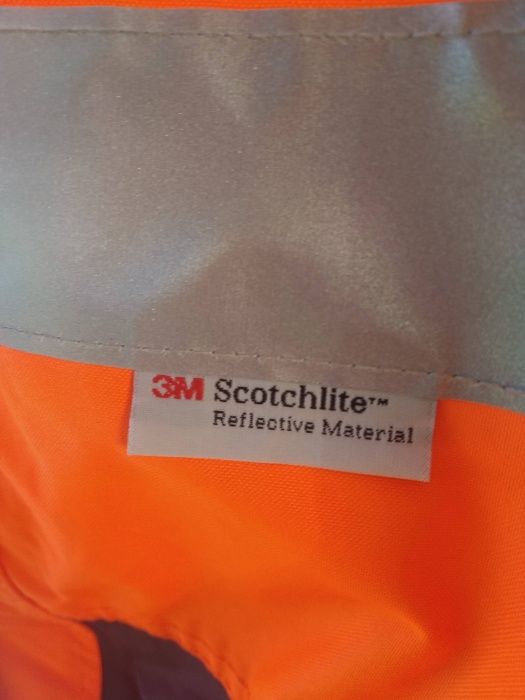 3M Scotchlite™
Reflective Material